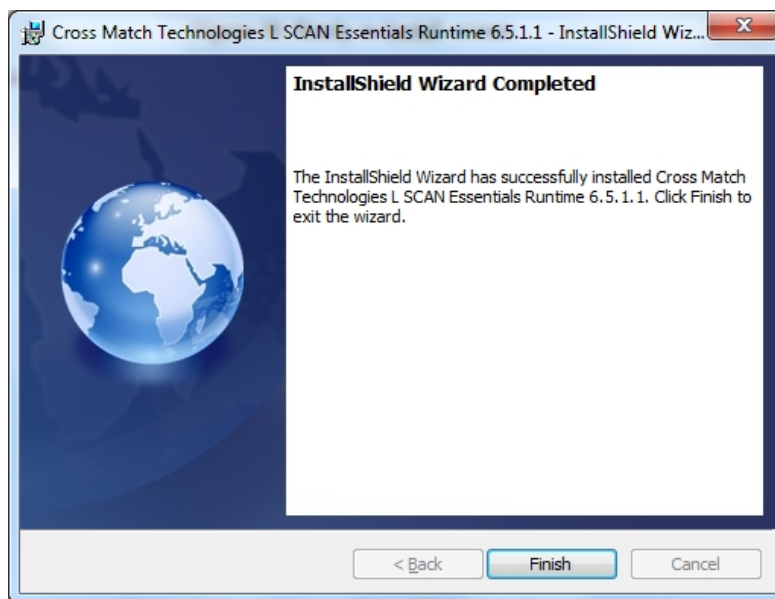 Cross Match Technologies L SCAN Essentials Runtime 6.5.1.1 - InstallShield Wiz...
InstallShield Wizard Completed
The InstallShield Wizard has successfully installed Cross Match
Technologies L SCAN Essentials Runtime 6.5.1.1. Click Finish to
exit the wizard.
< Back
Finish
Cancel